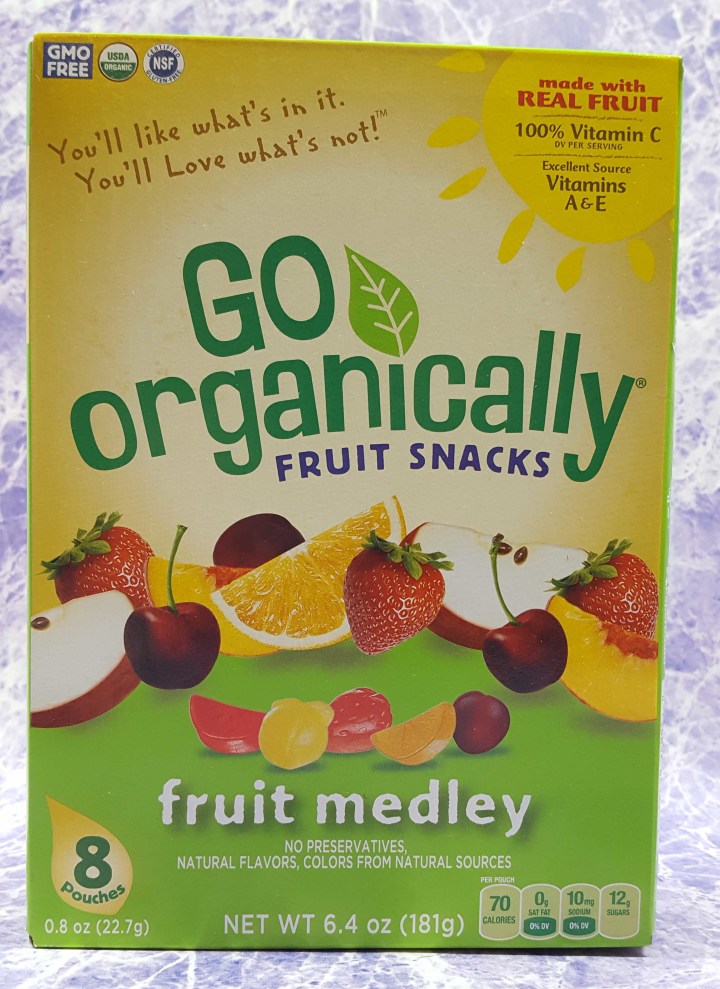 GMO
FREE
USDA
ORGANIC
CERTIFIED
NSF
GLUTEN-FREE
You'll like what's in it.
You'll Love what's not!™
made with
REAL FRUIT
100% Vitamin C
DV PER SERVING
Excellent Source
Vitamins
A & E
GO
organically®
FRUIT SNACKS
fruit medley
NO PRESERVATIVES,
NATURAL FLAVORS, COLORS FROM NATURAL SOURCES
8
Pouches
0.8 oz (22.7g)
NET WT 6.4 oz (181g)
PER POUCH
70
CALORIES
0g
SAT FAT
0% DV
10mg
SODIUM
0% DV
12g
SUGARS